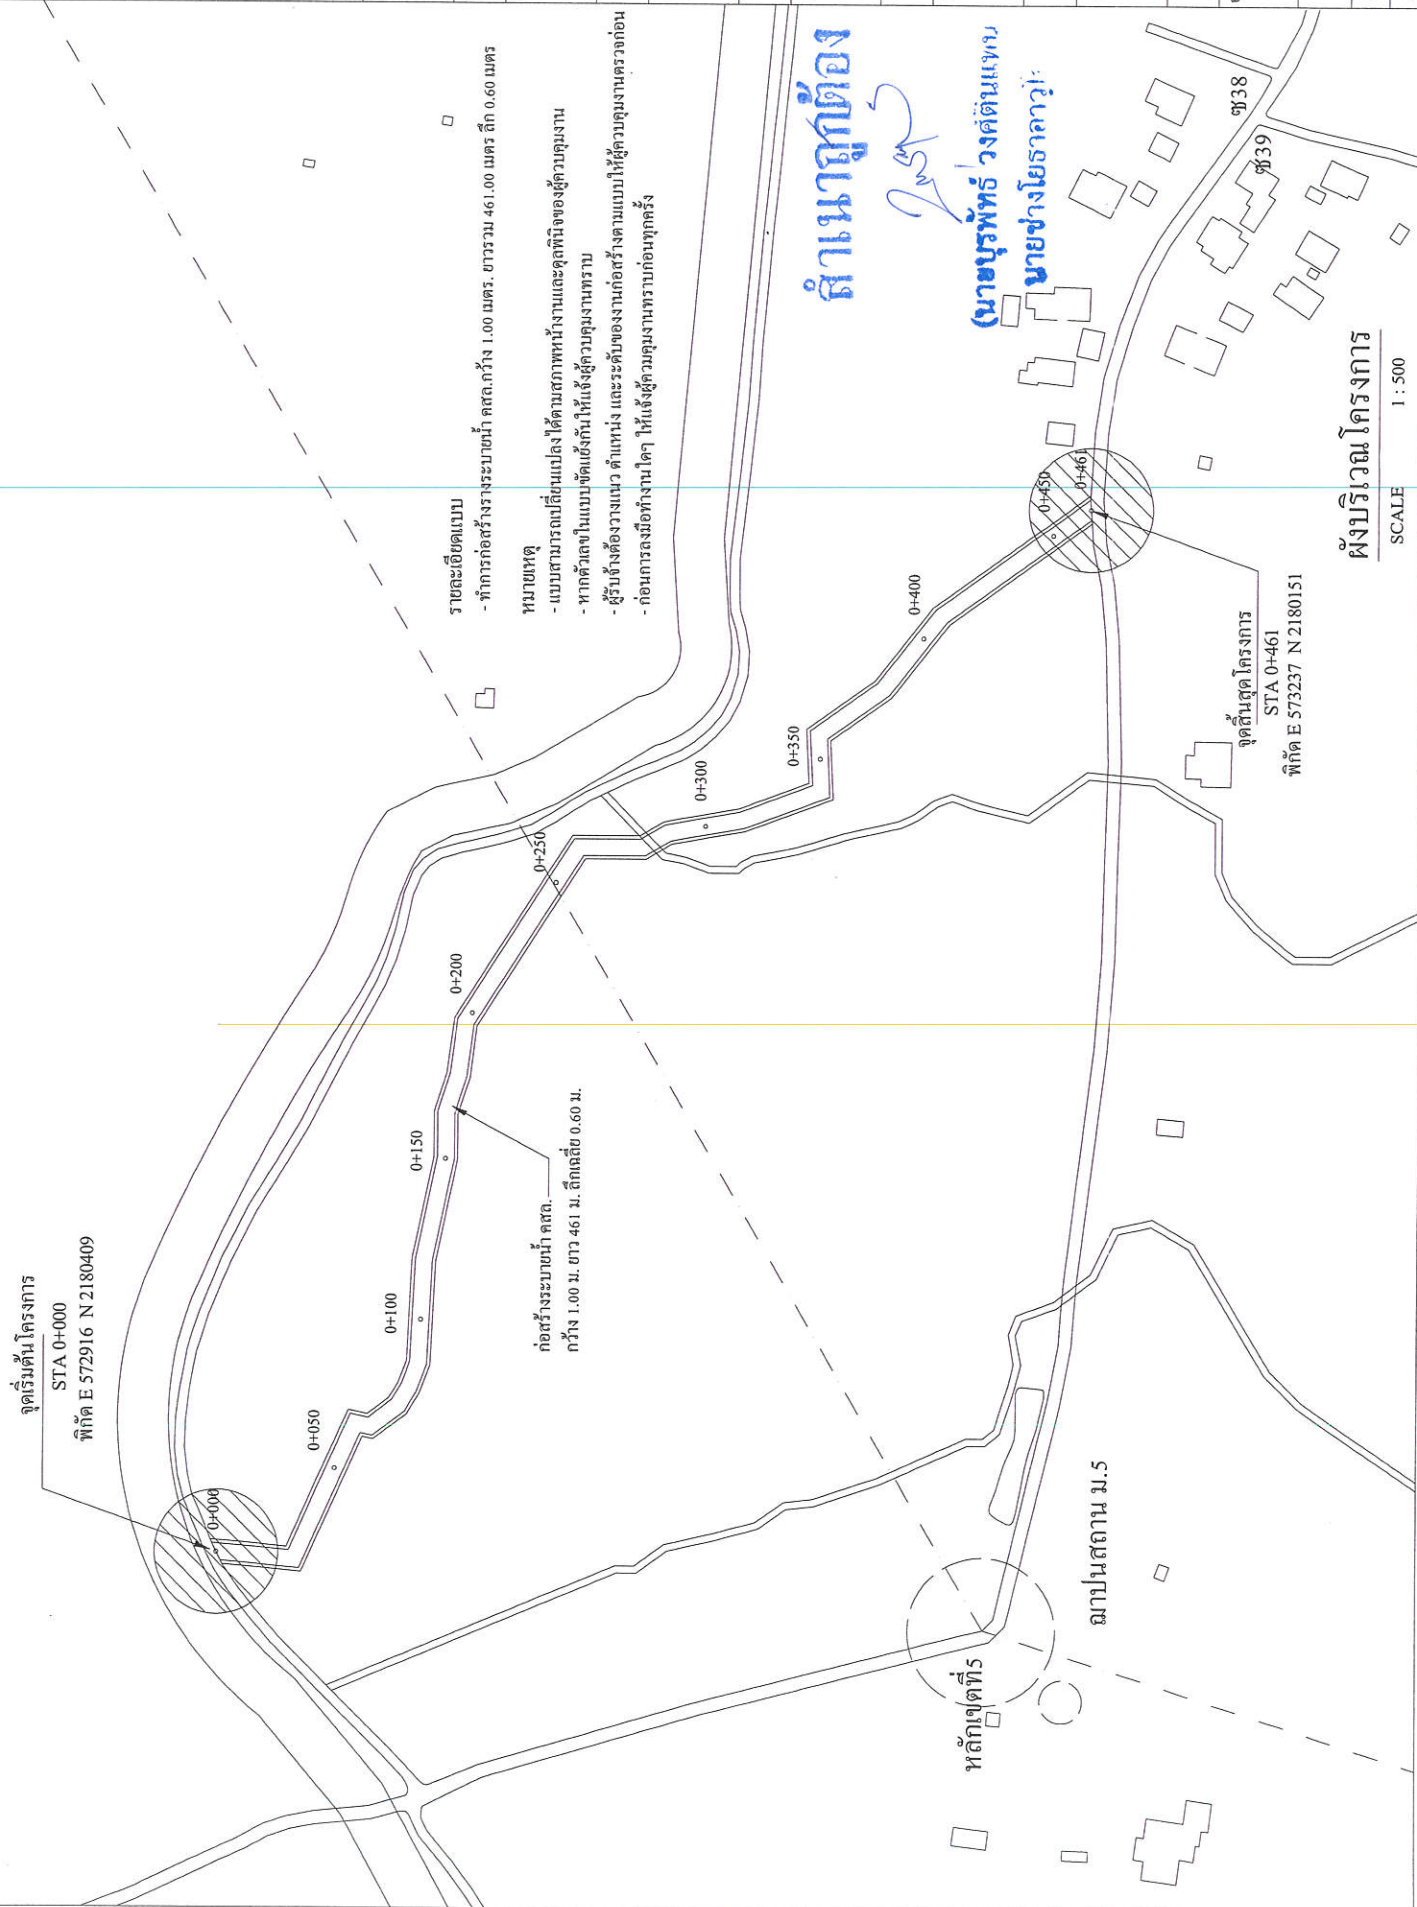 จุดเริ่มต้นโครงการ
STA 0+000
พิกัด E 572916 N 2180409
0+000
0+050
0+100
0+150
0+200
0+250
0+300
0+350
0+400
0+450
0+461
ก่อสร้างระบายน้ำ คสล.
กว้าง 1.00 ม. ยาว 461 ม. ลึกเฉลี่ย 0.60 ม.
รายละเอียดแบบ
- ทำการก่อสร้างรางระบายน้ำ คสล.กว้าง 1.00 เมตร. ยาวรวม 461.00 เมตร ลึก 0.60 เมตร
หมายเหตุ
- แบบสามารถเปลี่ยนแปลงได้ตามสภาพหน้างานและดุลพินิจของผู้ควบคุมงาน
- หากตัวเลขในแบบขัดแย้งกันให้แจ้งผู้ควบคุมงานทราบ
- ผู้รับจ้างต้องวางแนว ตำแหน่ง และระดับของงานก่อสร้างตามแบบให้ผู้ควบคุมงานตรวจก่อน
- ก่อนการลงมือทำงานใดๆ ให้แจ้งผู้ควมคุมงานทราบก่อนทุกครั้ง
สำเนาถูกต้อง
(นายบุรพัทธ์ วงค์ตันแทบ
นายช่างโยธา
ซ38
ซ39
จุดสิ้นสุดโครงการ
STA 0+461
พิกัด E 573237 N 2180151
หลักเขตที่5
ฌาปนสถาน ม.5
ผังบริเวณโครงการ
SCALE 1 : 500